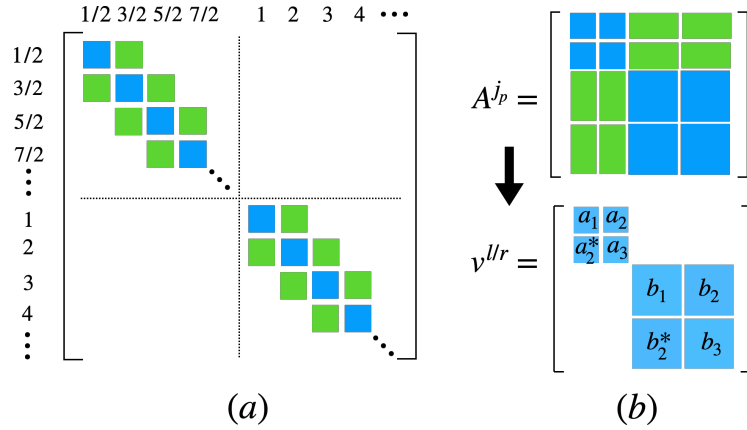 1/2 3/2 5/2 7/2 1 2 3 4 •••
1/2
3/2
5/2
7/2
1
2
3
4
(a)
A^{j_p} =
v^{l/r} =
a_1 a_2
a_2^* a_3
b_1 b_2
b_2^* b_3
(b)